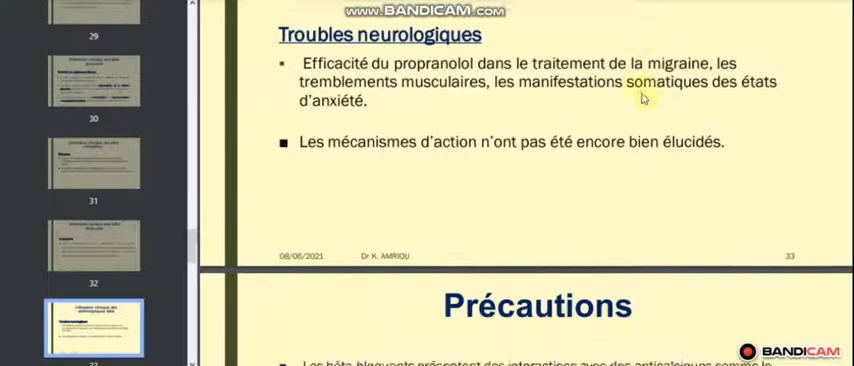 www.BANDICAM.com
29
30
31
32
Troubles neurologiques
▪ Efficacité du propranolol dans le traitement de la migraine, les
tremblements musculaires, les manifestations somatiques des états
d'anxiété.
■ Les mécanismes d'action n'ont pas été encore bien élucidés.
08/06/2021 Dr K. AMRIOU 33
Précautions
BANDICAM